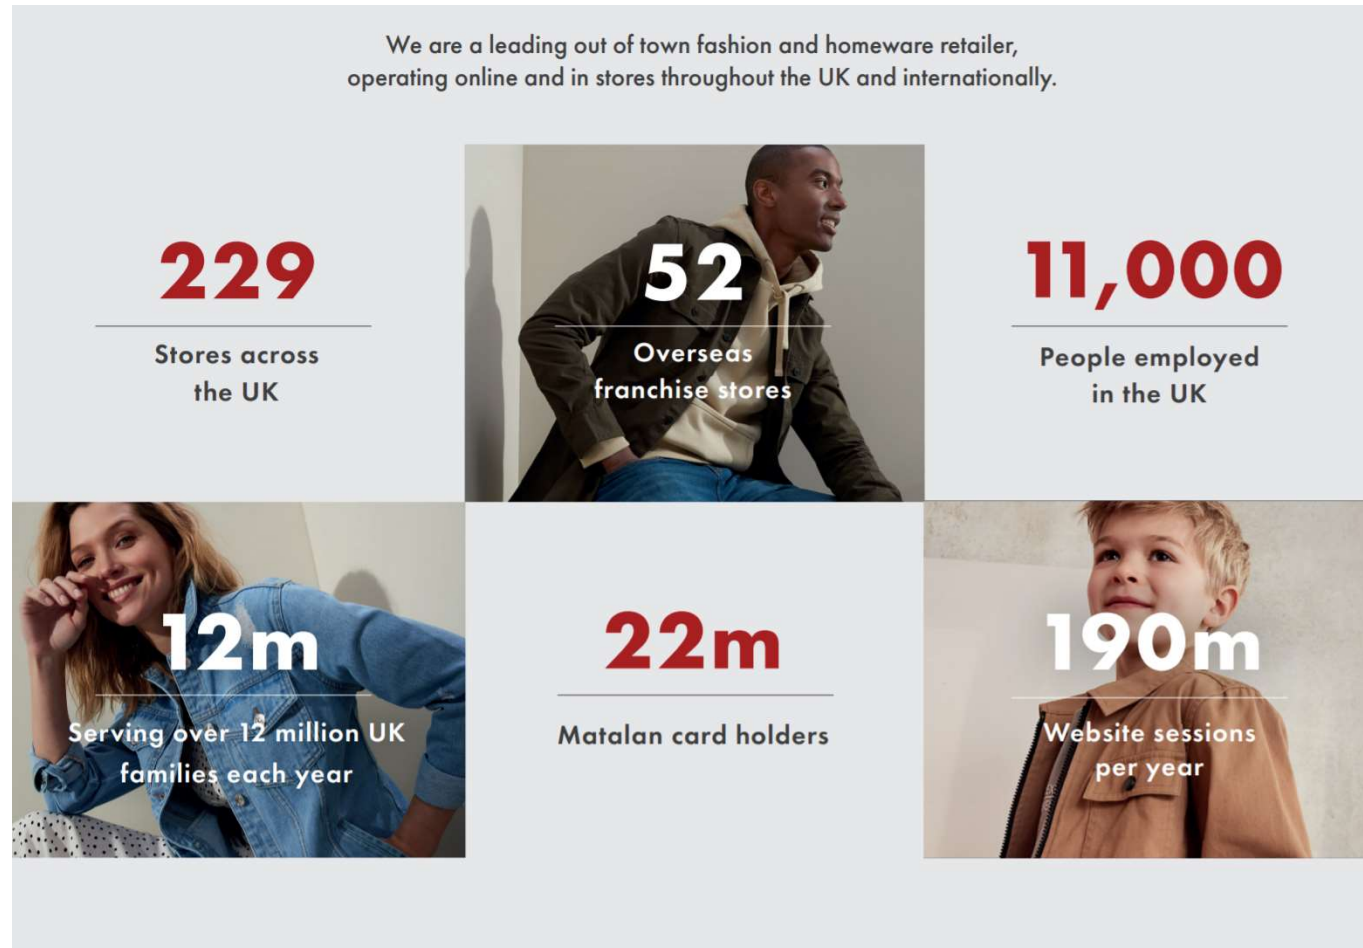 We are a leading out of town fashion and homeware retailer,
operating online and in stores throughout the UK and internationally.
229
Stores across
the UK
52
Overseas
franchise stores
11,000
People employed
in the UK
12m
Serving over 12 million UK
families each year
22m
Matalan card holders
190m
Website sessions
per year